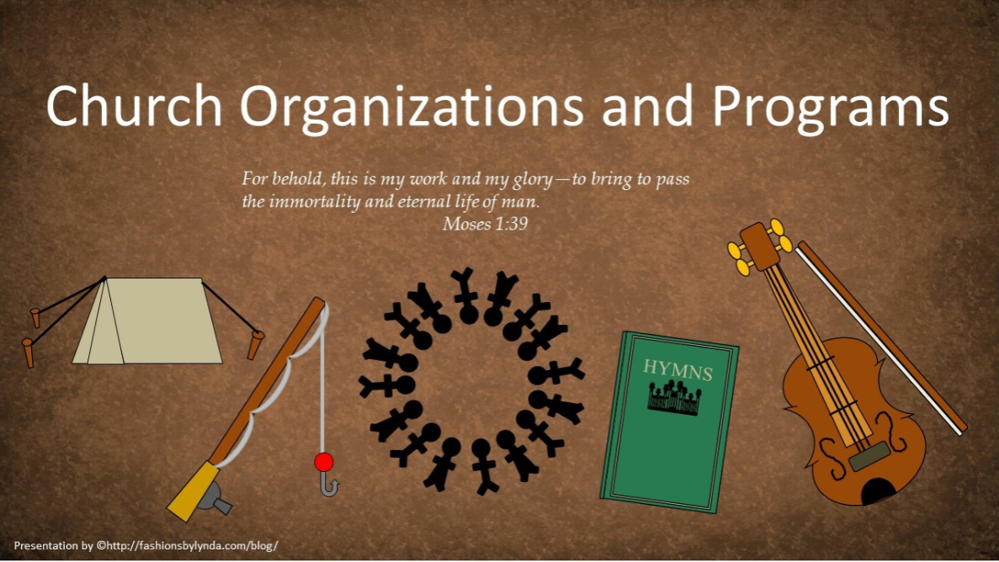 Church Organizations and Programs
For behold, this is my work and my glory—to bring to pass
the immortality and eternal life of man.
Moses 1:39
HYMNS
Presentation by ©http://fashionsbylynda.com/blog/